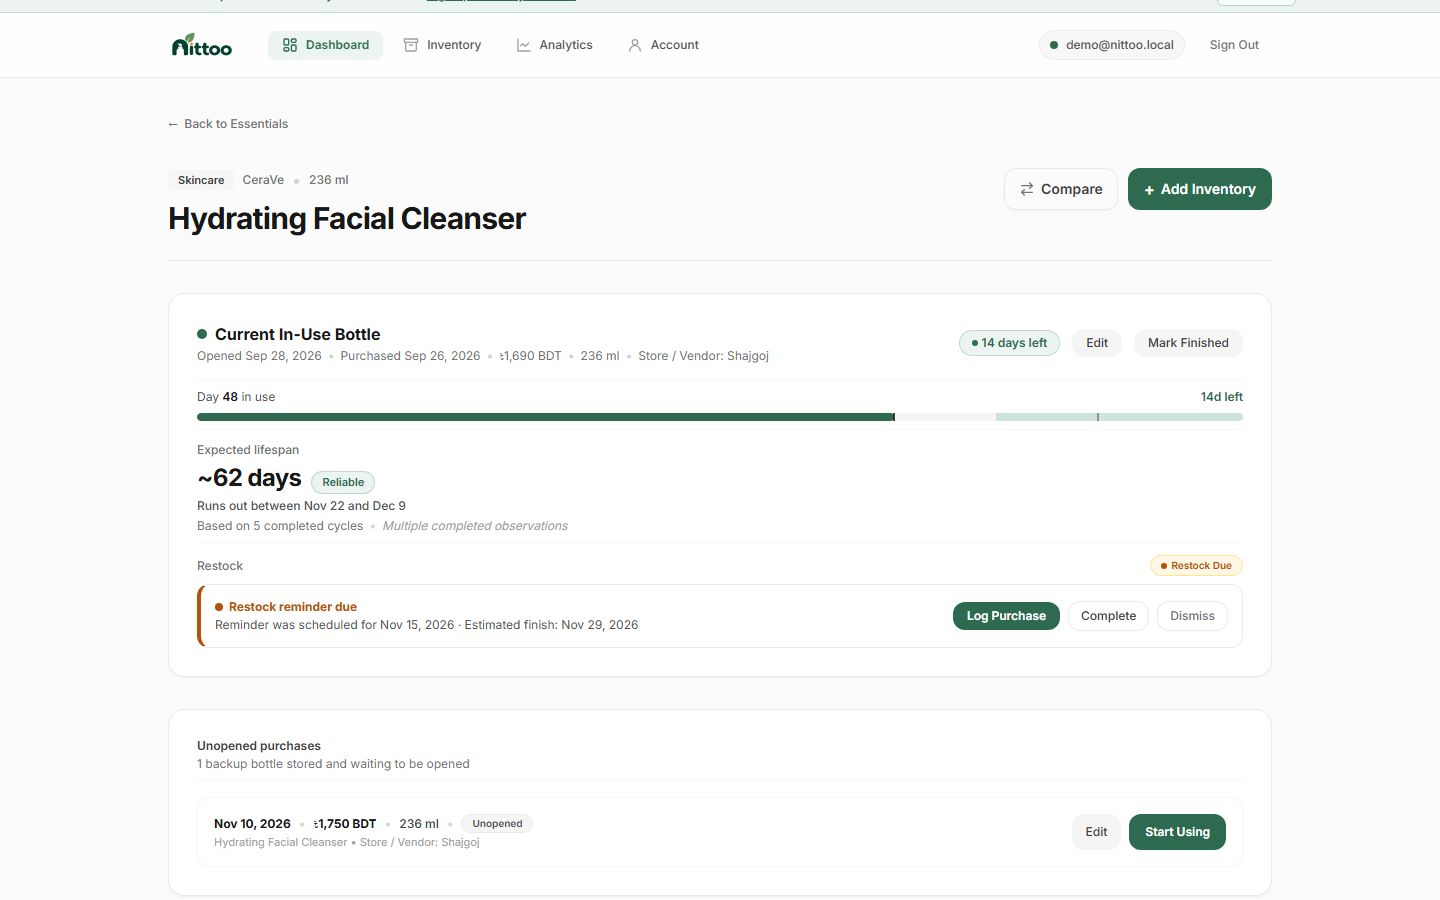 Nittoo
Dashboard
Inventory
Analytics
Account
demo@nittoo.local
Sign Out
← Back to Essentials
Skincare CeraVe • 236 ml
Hydrating Facial Cleanser
Compare
+ Add Inventory
Current In-Use Bottle
Opened Sep 28, 2026 • Purchased Sep 26, 2026 • ৳1,690 BDT • 236 ml • Store / Vendor: Shajgoj
14 days left
Edit
Mark Finished
Day 48 in use
14d left
Expected lifespan
~62 days Reliable
Runs out between Nov 22 and Dec 9
Based on 5 completed cycles • Multiple completed observations
Restock
Restock Due
Restock reminder due
Reminder was scheduled for Nov 15, 2026 · Estimated finish: Nov 29, 2026
Log Purchase
Complete
Dismiss
Unopened purchases
1 backup bottle stored and waiting to be opened
Nov 10, 2026 • ৳1,750 BDT • 236 ml • Unopened
Hydrating Facial Cleanser • Store / Vendor: Shajgoj
Edit
Start Using